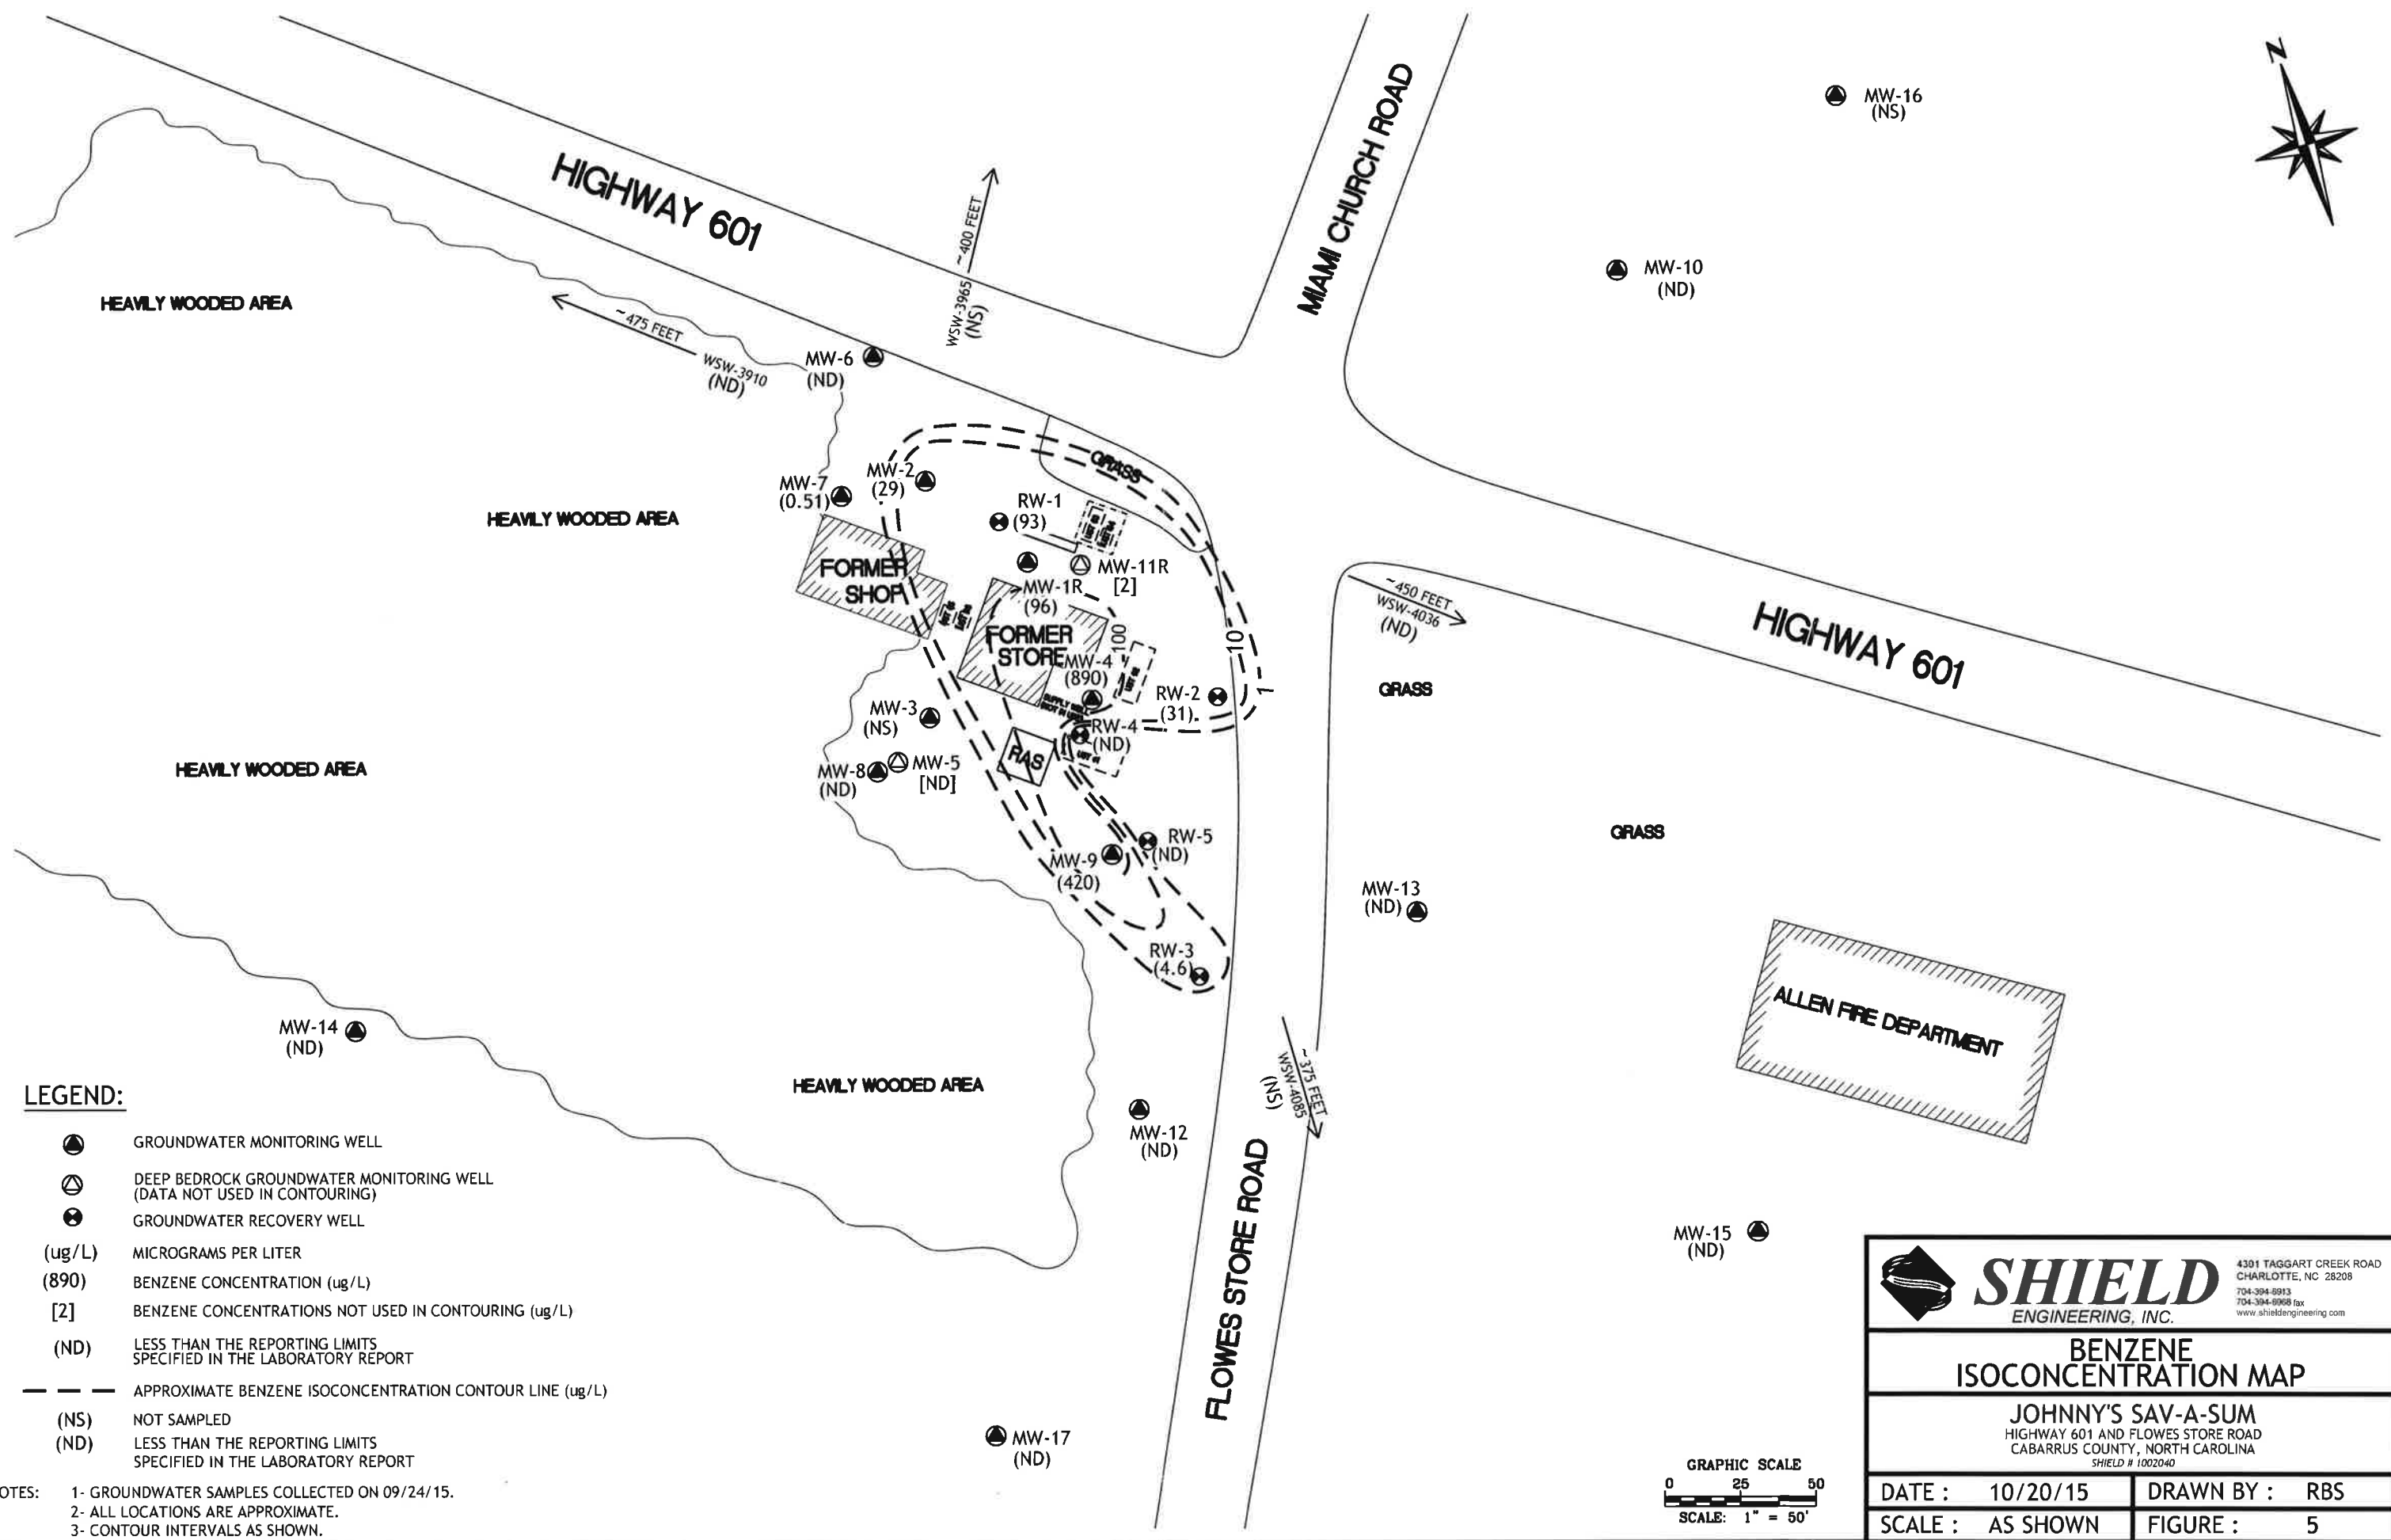 N
MW-16
(NS)
MIAMI CHURCH ROAD
HIGHWAY 601
WSW-3965 ~400 FEET
(NS)
MW-10
(ND)
HEAVILY WOODED AREA
~475 FEET
WSW-3910
(ND)
MW-6
(ND)
GRASS
MW-2
(29)
MW-7
(0.51)
RW-1
(93)
HEAVILY WOODED AREA
FORMER
SHOP
MW-11R
[2]
MW-1R
(96)
~450 FEET
WSW-4036
(ND)
HIGHWAY 601
FORMER
STORE
100
10
1
MW-4
(890)
RW-2
(31)
GRASS
MW-3
(NS)
RW-4
(ND)
RAS
MW-5
[ND]
MW-8
(ND)
HEAVILY WOODED AREA
GRASS
RW-5
(ND)
MW-9
(420)
MW-13
(ND)
RW-3
(4.6)
ALLEN FIRE DEPARTMENT
MW-14
(ND)
~375 FEET
WSW-4085
(NS)
HEAVILY WOODED AREA
MW-12
(ND)
FLOWES STORE ROAD
MW-15
(ND)
MW-17
(ND)
LEGEND:
GROUNDWATER MONITORING WELL
DEEP BEDROCK GROUNDWATER MONITORING WELL
(DATA NOT USED IN CONTOURING)
GROUNDWATER RECOVERY WELL
(ug/L) MICROGRAMS PER LITER
(890) BENZENE CONCENTRATION (ug/L)
[2] BENZENE CONCENTRATIONS NOT USED IN CONTOURING (ug/L)
(ND) LESS THAN THE REPORTING LIMITS
SPECIFIED IN THE LABORATORY REPORT
APPROXIMATE BENZENE ISOCONCENTRATION CONTOUR LINE (ug/L)
(NS) NOT SAMPLED
(ND) LESS THAN THE REPORTING LIMITS
SPECIFIED IN THE LABORATORY REPORT
OTES: 1- GROUNDWATER SAMPLES COLLECTED ON 09/24/15.
2- ALL LOCATIONS ARE APPROXIMATE.
3- CONTOUR INTERVALS AS SHOWN.
GRAPHIC SCALE
0 25 50
SCALE: 1" = 50'
SHIELD
ENGINEERING, INC.
4301 TAGGART CREEK ROAD
CHARLOTTE, NC 28208
704-394-6913
704-394-6968 fax
www.shieldengineering.com
BENZENE
ISOCONCENTRATION MAP
JOHNNY'S SAV-A-SUM
HIGHWAY 601 AND FLOWES STORE ROAD
CABARRUS COUNTY, NORTH CAROLINA
SHIELD # 1002040
DATE : 10/20/15
DRAWN BY : RBS
SCALE : AS SHOWN
FIGURE : 5